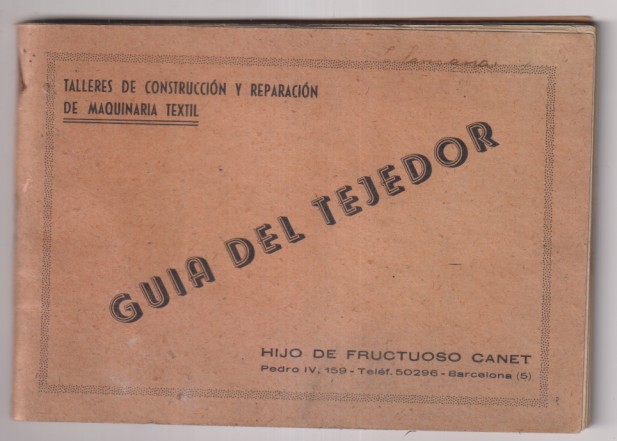 TALLERES DE CONSTRUCCIÓN Y REPARACIÓN
DE MAQUINARIA TEXTIL
GUIA DEL TEJEDOR
HIJO DE FRUCTUOSO CANET
Pedro IV, 159 - Teléf. 50296 - Barcelona (5)